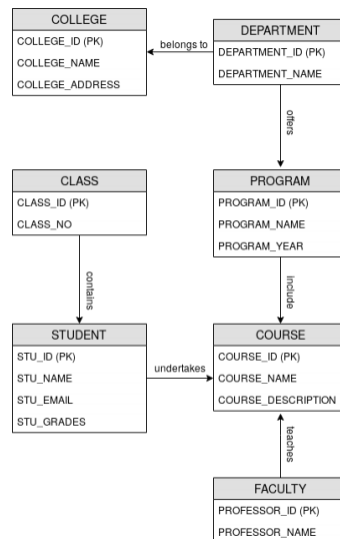 COLLEGE
COLLEGE_ID (PK)
COLLEGE_NAME
COLLEGE_ADDRESS
belongs to
DEPARTMENT
DEPARTMENT_ID (PK)
DEPARTMENT_NAME
offers
CLASS
CLASS_ID (PK)
CLASS_NO
contains
PROGRAM
PROGRAM_ID (PK)
PROGRAM_NAME
PROGRAM_YEAR
include
STUDENT
STU_ID (PK)
STU_NAME
STU_EMAIL
STU_GRADES
undertakes
COURSE
COURSE_ID (PK)
COURSE_NAME
COURSE_DESCRIPTION
teaches
FACULTY
PROFESSOR_ID (PK)
PROFESSOR_NAME